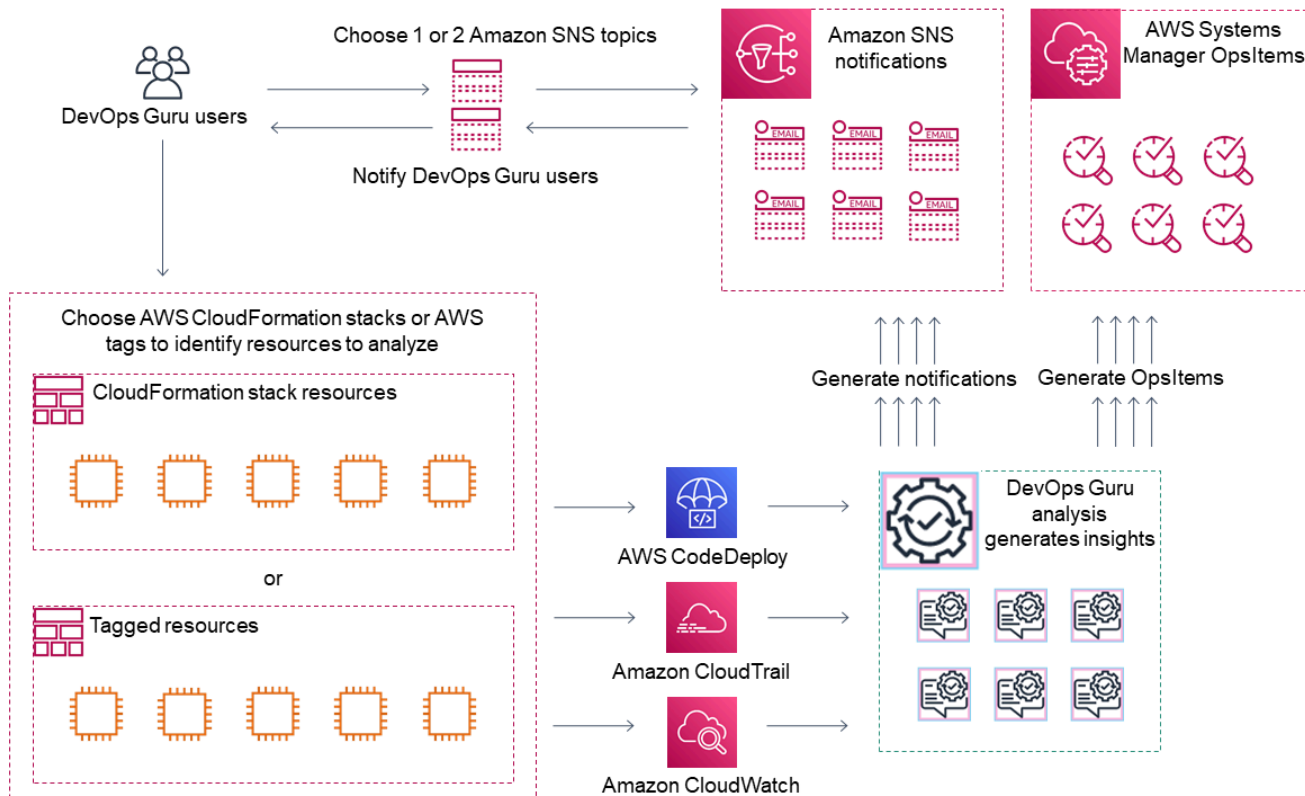 Choose 1 or 2 Amazon SNS topics
DevOps Guru users
Notify DevOps Guru users
Amazon SNS
notifications
EMAIL
EMAIL
EMAIL
EMAIL
EMAIL
EMAIL
AWS Systems
Manager OpsItems
Choose AWS CloudFormation stacks or AWS
tags to identify resources to analyze
CloudFormation stack resources
or
Tagged resources
AWS CodeDeploy
Amazon CloudTrail
Amazon CloudWatch
Generate notifications
Generate OpsItems
DevOps Guru
analysis
generates insights